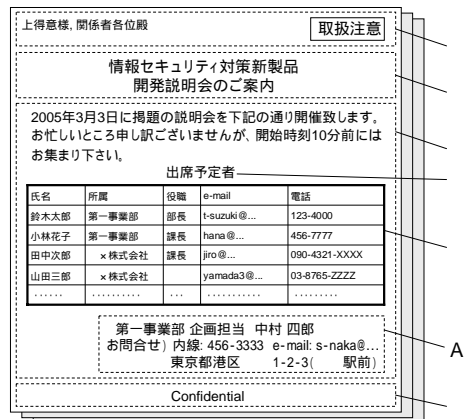 上得意様, 関係者各位殿
取扱注意
情報セキュリティ対策新製品
開発説明会のご案内
2005年3月3日に掲題の説明会を下記の通り開催致します。
お忙しいところ申し訳ございませんが、開始時刻10分前には
お集まり下さい。
出席予定者
氏名 所属 役職 e-mail 電話
鈴木太郎 第一事業部 部長 t-suzuki@... 123-4000
小林花子 第一事業部 課長 hana@... 456-7777
田中次郎 ×株式会社 課長 jiro@... 090-4321-XXXX
山田三郎 ×株式会社 yamada3@... 03-8765-ZZZZ
...... .......... ... .......... .........
第一事業部 企画担当 中村 四郎
お問合せ) 内線: 456-3333 e-mail: s-naka@...
東京都港区 1-2-3( 駅前)
A
Confidential